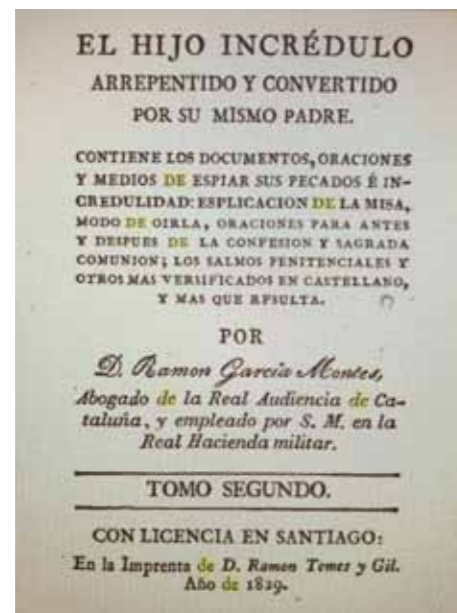 EL HIJO INCRÉDULO
ARREPENTIDO Y CONVERTIDO
POR SU MISMO PADRE.
CONTIENE LOS DOCUMENTOS, ORACIONES
Y MEDIOS DE ESPIAR SUS PECADOS É IN-
CREDULIDAD: ESPLICACION DE LA MISA,
MODO DE OIRLA, ORACIONES PARA ANTES
Y DESPUES DE LA CONFESION Y SAGRADA
COMUNION; LOS SALMOS PENITENCIALES Y
OTROS MAS VERSIFICADOS EN CASTELLANO,
Y MAS QUE RESULTA.
POR
D. Ramon García Montes,
Abogado de la Real Audiencia de Ca-
taluña, y empleado por S. M. en la
Real Hacienda militar.
TOMO SEGUNDO.
CON LICENCIA EN SANTIAGO:
En la Imprenta de D. Ramon Temes y Gil.
Año de 1829.